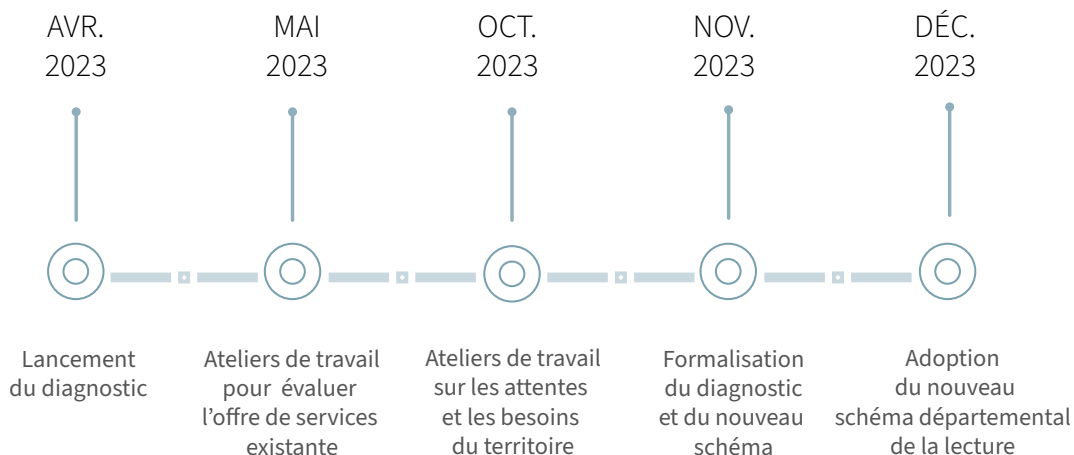 AVR.
2023
MAI
2023
OCT.
2023
NOV.
2023
DÉC.
2023
Lancement
du diagnostic
Ateliers de travail
pour évaluer
l’offre de services
existante
Ateliers de travail
sur les attentes
et les besoins
du territoire
Formalisation
du diagnostic
et du nouveau
schéma
Adoption
du nouveau
schéma départemental
de la lecture